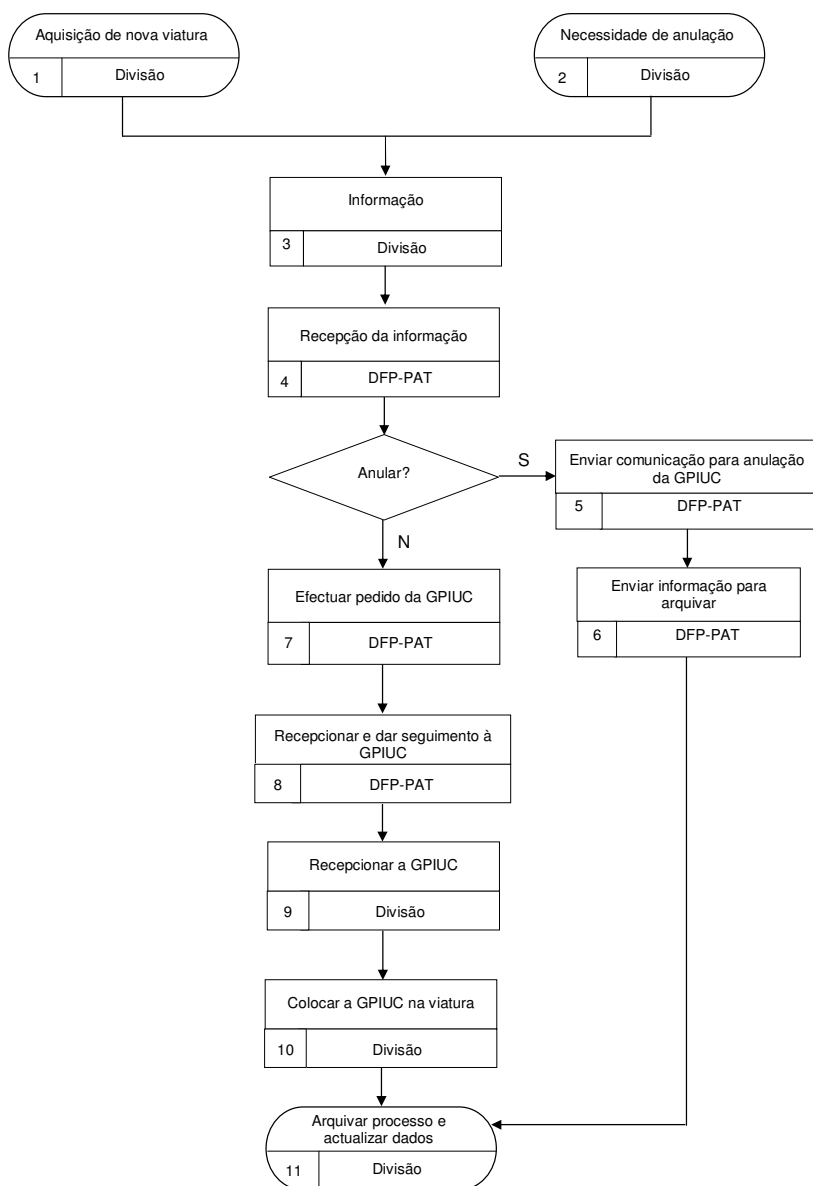 Aquisição de nova viatura
1 Divisão
Necessidade de anulação
2 Divisão
Informação
3 Divisão
Recepção da informação
4 DFP-PAT
Anular?
S
N
Enviar comunicação para anulação
da GPIUC
5 DFP-PAT
Enviar informação para
arquivar
6 DFP-PAT
Efectuar pedido da GPIUC
7 DFP-PAT
Recepcionar e dar seguimento à
GPIUC
8 DFP-PAT
Recepcionar a GPIUC
9 Divisão
Colocar a GPIUC na viatura
10 Divisão
Arquivar processo e
actualizar dados
11 Divisão